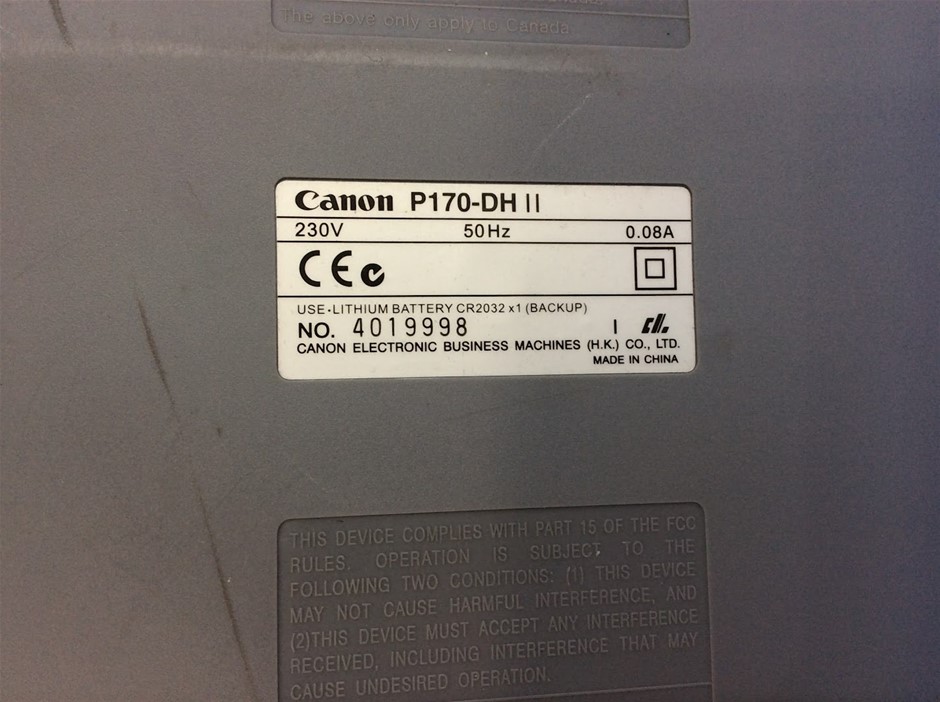 The above only apply to Canada.
Canon P170-DH II
230V 50Hz 0.08A
CE
USE・LITHIUM BATTERY CR2032 x1 (BACKUP)
NO. 4019998 I
CANON ELECTRONIC BUSINESS MACHINES (H.K.) CO., LTD.
MADE IN CHINA
THIS DEVICE COMPLIES WITH PART 15 OF THE FCC
RULES. OPERATION IS SUBJECT TO THE
FOLLOWING TWO CONDITIONS: (1) THIS DEVICE
MAY NOT CAUSE HARMFUL INTERFERENCE, AND
(2)THIS DEVICE MUST ACCEPT ANY INTERFERENCE
RECEIVED, INCLUDING INTERFERENCE THAT MAY
CAUSE UNDESIRED OPERATION.